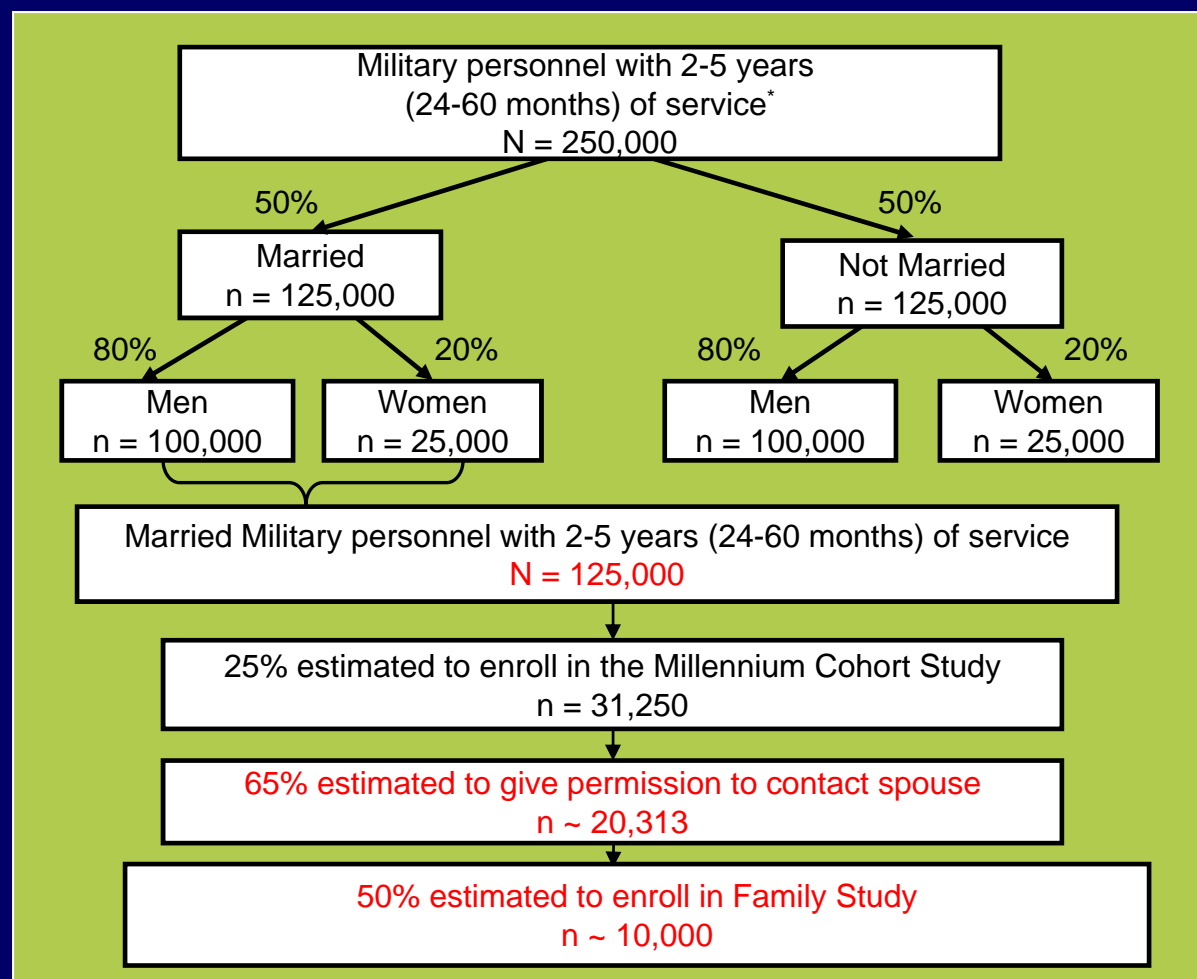 Military personnel with 2-5 years
(24-60 months) of service*
N = 250,000
50%
50%
Married
n = 125,000
Not Married
n = 125,000
80%
20%
80%
20%
Men
n = 100,000
Women
n = 25,000
Men
n = 100,000
Women
n = 25,000
Married Military personnel with 2-5 years (24-60 months) of service
N = 125,000
25% estimated to enroll in the Millennium Cohort Study
n = 31,250
65% estimated to give permission to contact spouse
n ~ 20,313
50% estimated to enroll in Family Study
n ~ 10,000